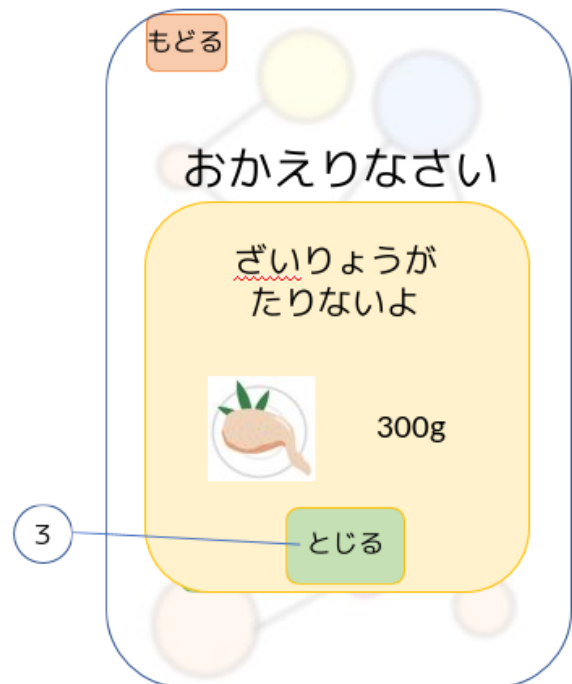 もどる
おかえりなさい
ざいりょうが
たりないよ
300g
3
とじる